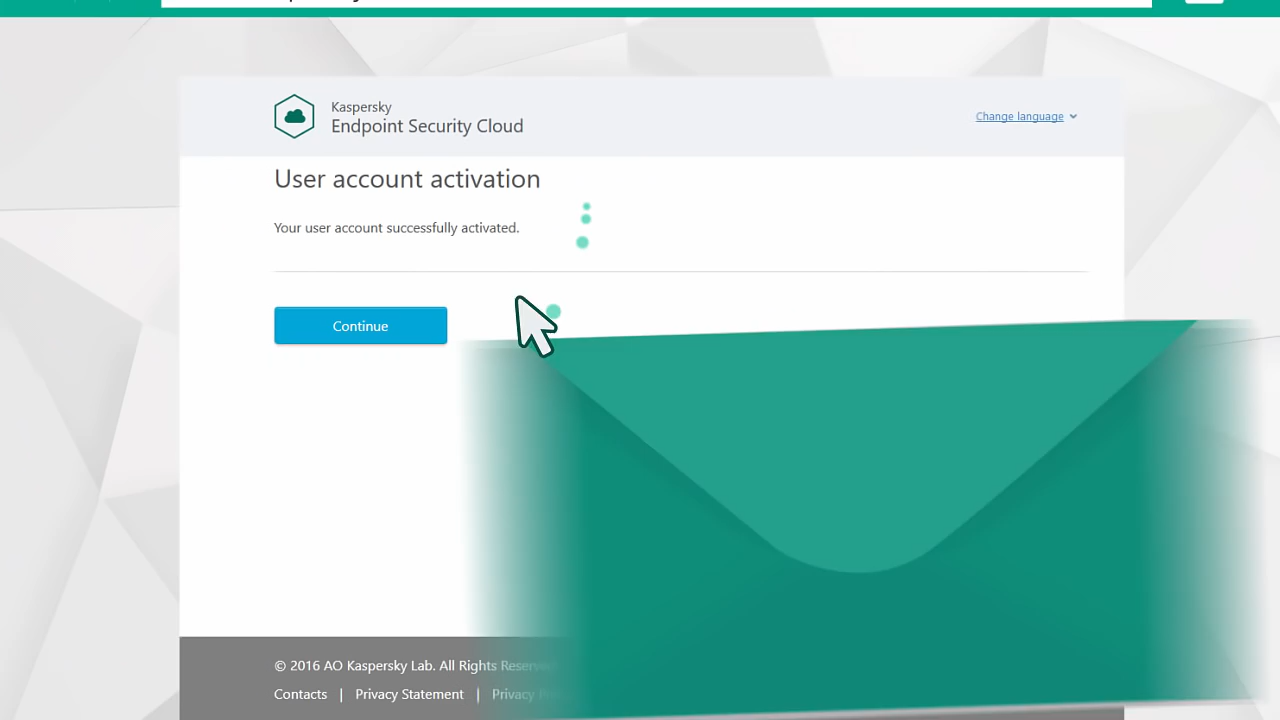 Kaspersky
Endpoint Security Cloud
Change language
User account activation
Your user account successfully activated.
Continue
© 2016 AO Kaspersky Lab. All Rights Reserved
Contacts | Privacy Statement | Privacy